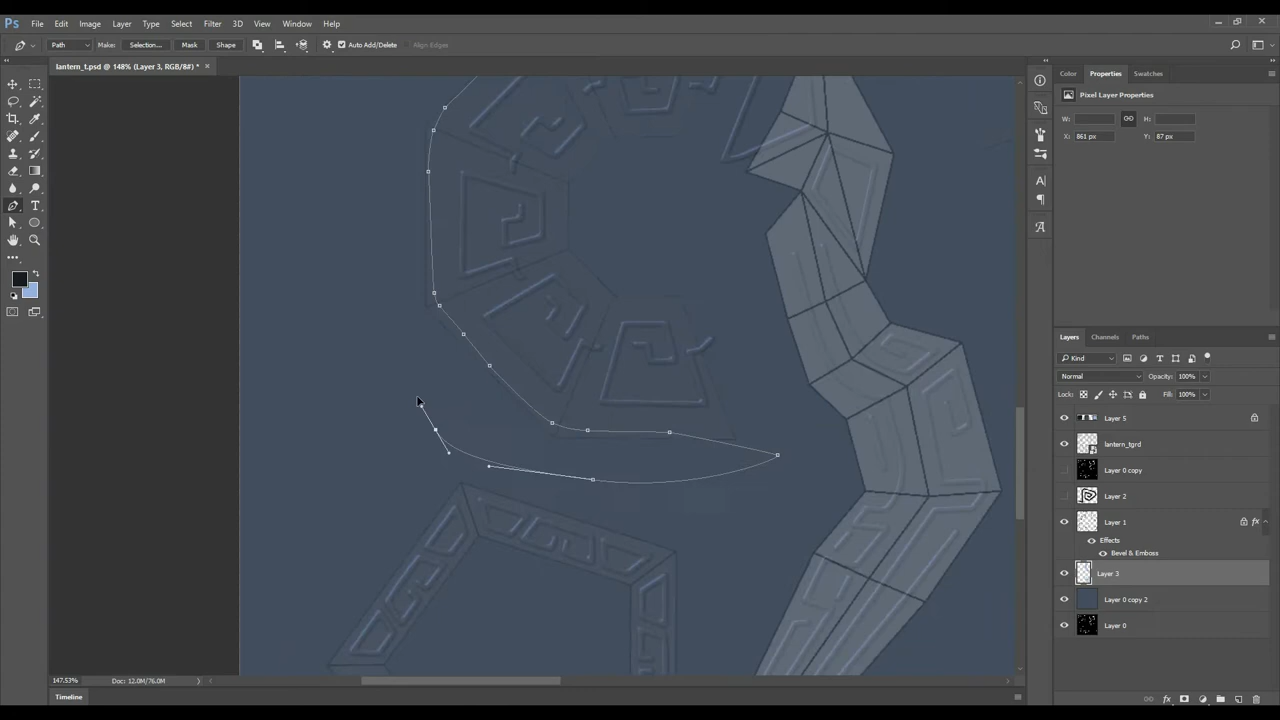 Ps File Edit Image Layer Type Select Filter 3D View Window Help
Path Make: Selection... Mask Shape Auto Add/Delete Align Edges
lantern_t.psd @ 148% (Layer 3, RGB/8#) * ×
Color Properties Swatches
Pixel Layer Properties
W: H:
X: 861 px Y: 87 px
Layers Channels Paths
Kind
Normal Opacity: 100%
Lock: Fill: 100%
Layer 5
lantern_tgrd
Layer 0 copy
Layer 2
Layer 1 fx
Effects
Bevel & Emboss
Layer 3
Layer 0 copy 2
Layer 0
147.53% Doc: 12.0M/76.0M
Timeline